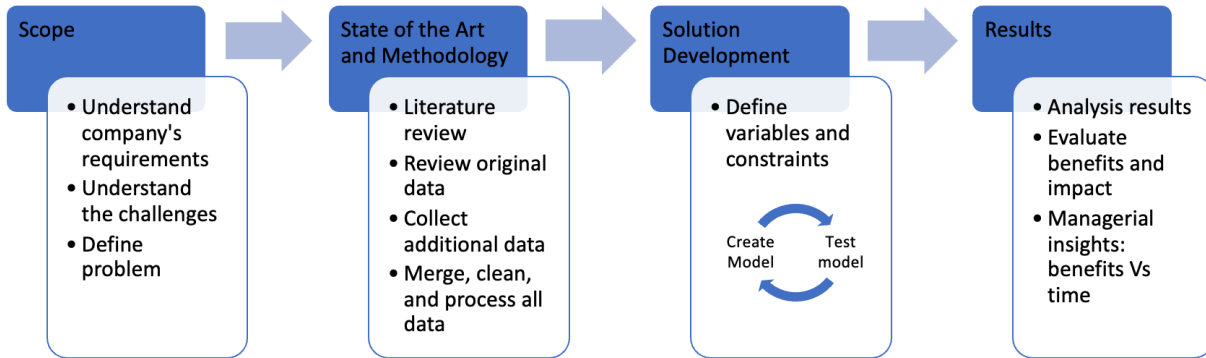 Scope
• Understand
company's
requirements
• Understand
the challenges
• Define
problem
State of the Art
and Methodology
• Literature
review
• Review original
data
• Collect
additional data
• Merge, clean,
and process all
data
Solution
Development
• Define
variables and
constraints
Create
Model
Test
model
Results
• Analysis results
• Evaluate
benefits and
impact
• Managerial
insights:
benefits Vs
time